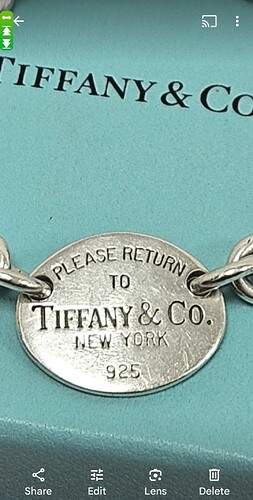 TIFFANY & CO
PLEASE RETURN
TO
TIFFANY & CO.
NEW YORK
925
Share Edit Lens Delete